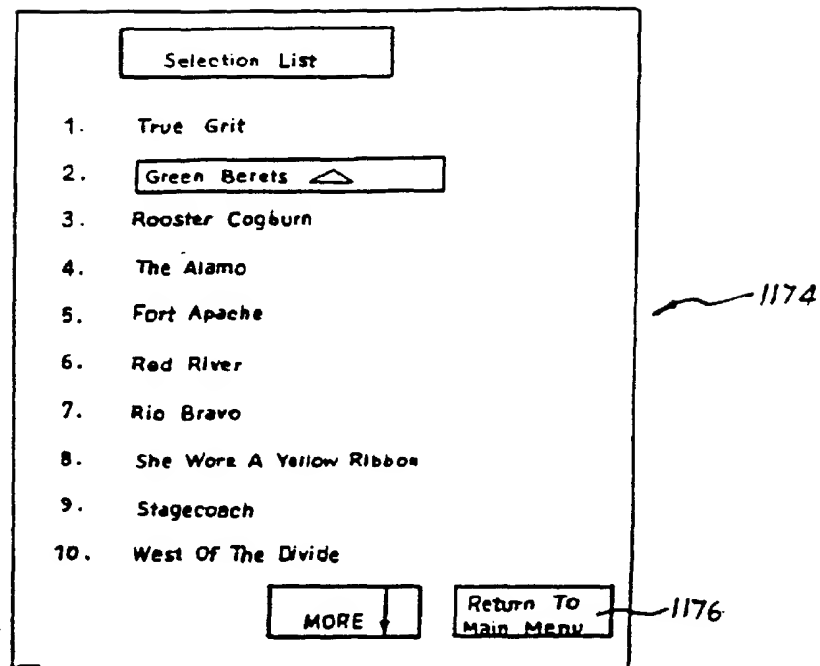 Selection List
1. True Grit
2. Green Berets
3. Rooster Cogburn
4. The Alamo
5. Fort Apache
6. Red River
7. Rio Bravo
8. She Wore A Yellow Ribbon
9. Stagecoach
10. West Of The Divide
MORE
Return To
Main Menu
1174
1176